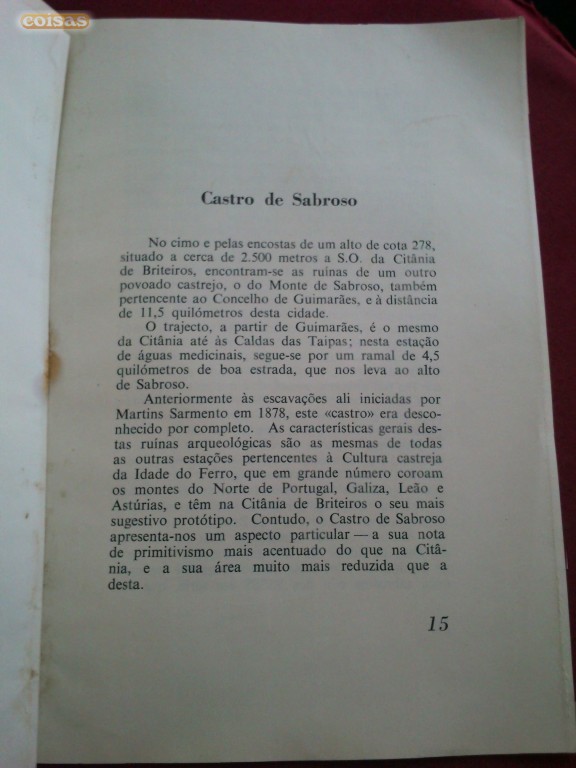 coisas
Castro de Sabroso
No cimo e pelas encostas de um alto de cota 278,
situado a cerca de 2.500 metros a S.O. da Citânia
de Briteiros, encontram-se as ruínas de um outro
povoado castrejo, o do Monte de Sabroso, também
pertencente ao Concelho de Guimarães, e à distância
de 11,5 quilómetros desta cidade.
O trajecto, a partir de Guimarães, é o mesmo
da Citânia até às Caldas das Taipas; nesta estação
de águas medicinais, segue-se por um ramal de 4,5
quilómetros de boa estrada, que nos leva ao alto
de Sabroso.
Anteriormente às escavações ali iniciadas por
Martins Sarmento em 1878, este «castro» era desco-
nhecido por completo. As características gerais des-
tas ruínas arqueológicas são as mesmas de todas
as outras estações pertencentes à Cultura castreja
da Idade do Ferro, que em grande número coroam
os montes do Norte de Portugal, Galiza, Leão e
Astúrias, e têm na Citânia de Briteiros o seu mais
sugestivo protótipo. Contudo, o Castro de Sabroso
apresenta-nos um aspecto particular — a sua nota
de primitivismo mais acentuado do que na Citâ-
nia, e a sua área muito mais reduzida que a
desta.
15